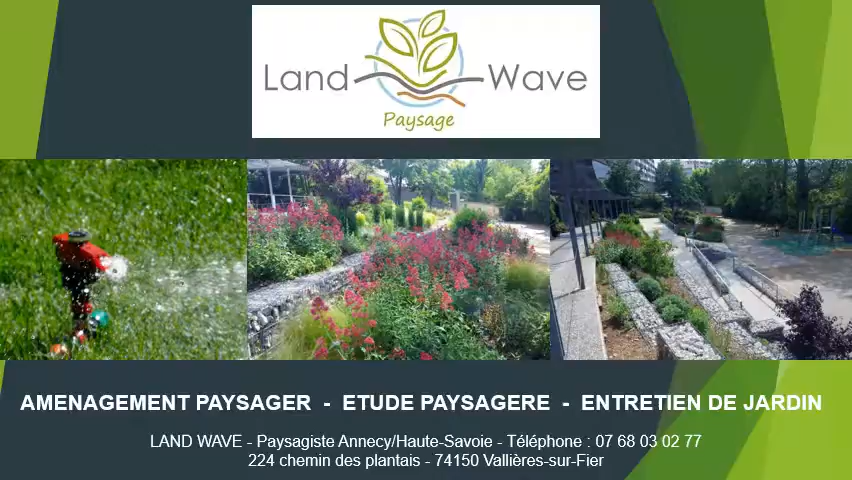 Land Wave
Paysage
AMENAGEMENT PAYSAGER - ETUDE PAYSAGERE - ENTRETIEN DE JARDIN
LAND WAVE - Paysagiste Annecy/Haute-Savoie - Téléphone : 07 68 03 02 77
224 chemin des plantais - 74150 Vallières-sur-Fier